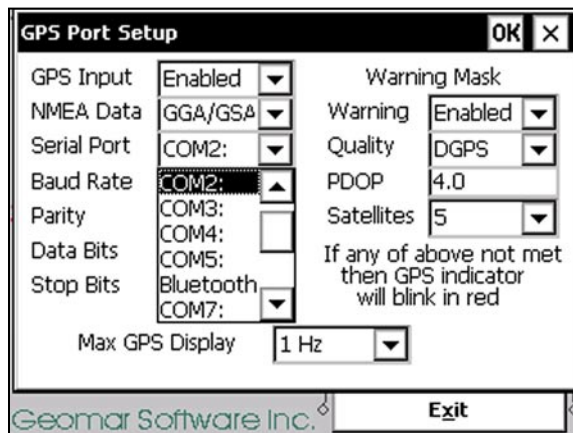 GPS Port Setup OK ×
GPS Input Enabled
NMEA Data GGA/GSA
Serial Port COM2:
Baud Rate COM2:
COM3:
Parity
COM4:
Data Bits COM5:
Stop Bits Bluetooth
COM7:
Warning Mask
Warning Enabled
Quality DGPS
PDOP 4.0
Satellites 5
If any of above not met
then GPS indicator
will blink in red
Max GPS Display 1 Hz
Geomar Software Inc. Exit